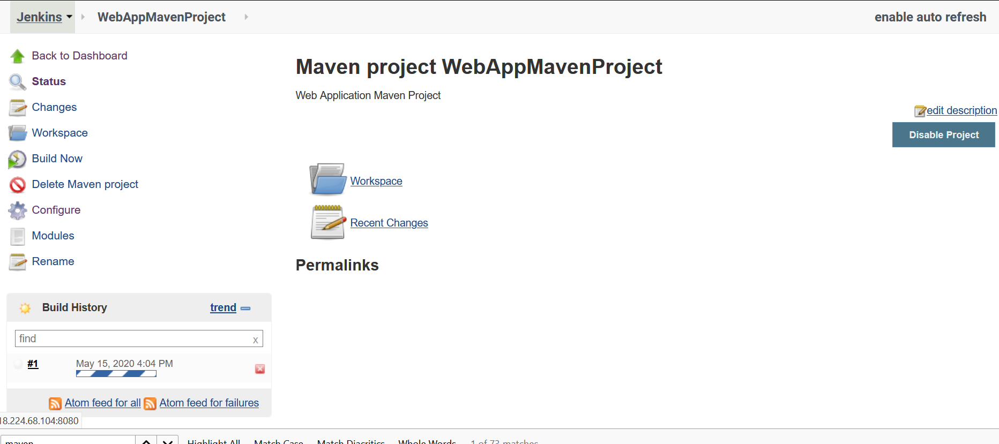 Jenkins WebAppMavenProject enable auto refresh
Back to Dashboard
Status
Changes
Workspace
Build Now
Delete Maven project
Configure
Modules
Rename
Maven project WebAppMavenProject
Web Application Maven Project
edit description
Disable Project
Workspace
Recent Changes
Permalinks
Build History trend
find x
#1 May 15, 2020 4:04 PM
Atom feed for all Atom feed for failures
18.224.68.104:8080
maven Highlight All Match Case Match Diacritics Whole Words 1 of 73 matches